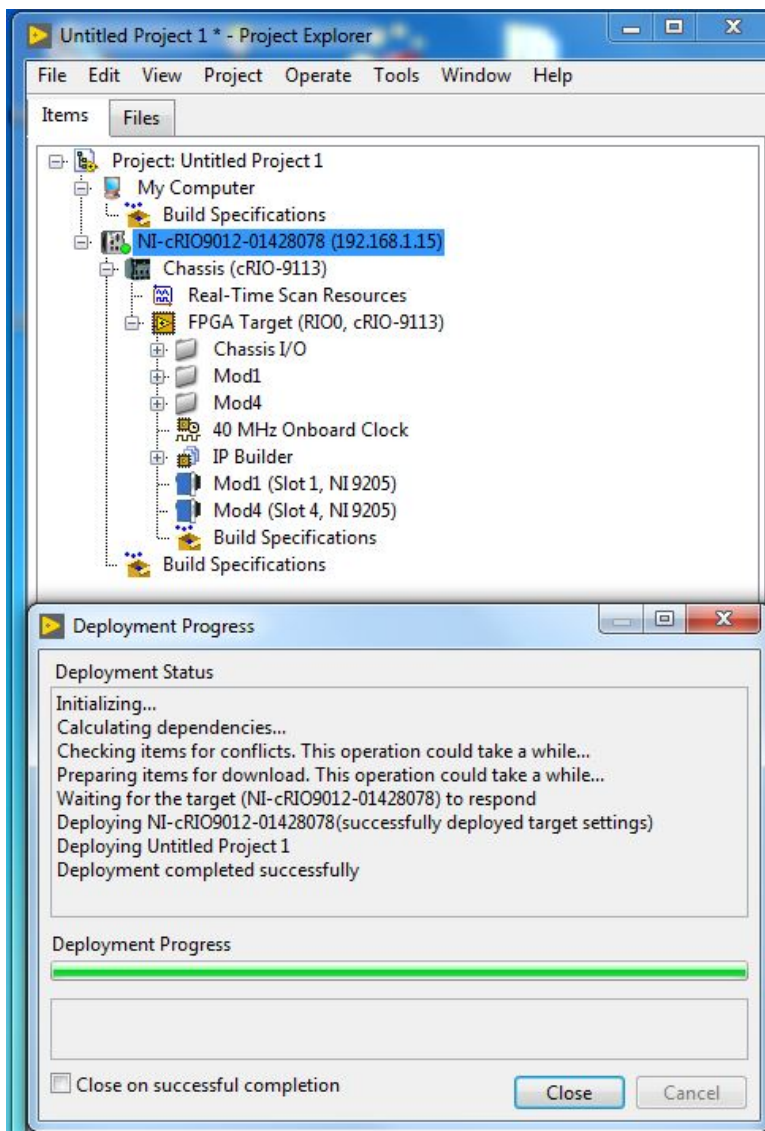 Untitled Project 1 * - Project Explorer
File Edit View Project Operate Tools Window Help
Items Files
Project: Untitled Project 1
My Computer
Build Specifications
NI-cRIO9012-01428078 (192.168.1.15)
Chassis (cRIO-9113)
Real-Time Scan Resources
FPGA Target (RIO0, cRIO-9113)
Chassis I/O
Mod1
Mod4
40 MHz Onboard Clock
IP Builder
Mod1 (Slot 1, NI 9205)
Mod4 (Slot 4, NI 9205)
Build Specifications
Build Specifications
Deployment Progress
Deployment Status
Initializing...
Calculating dependencies...
Checking items for conflicts. This operation could take a while...
Preparing items for download. This operation could take a while...
Waiting for the target (NI-cRIO9012-01428078) to respond
Deploying NI-cRIO9012-01428078(successfully deployed target settings)
Deploying Untitled Project 1
Deployment completed successfully
Deployment Progress
Close on successful completion
Close Cancel